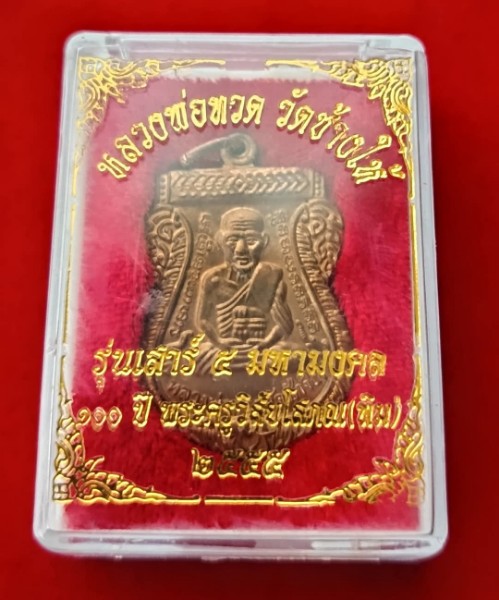 หลวงพ่อทวด วัดช้างให้
รุ่นเสาร์ ๕ มหามงคล
๑๐๑ ปี พระครูวิสัยโสภณ(ทิม)
๒๕๕๕